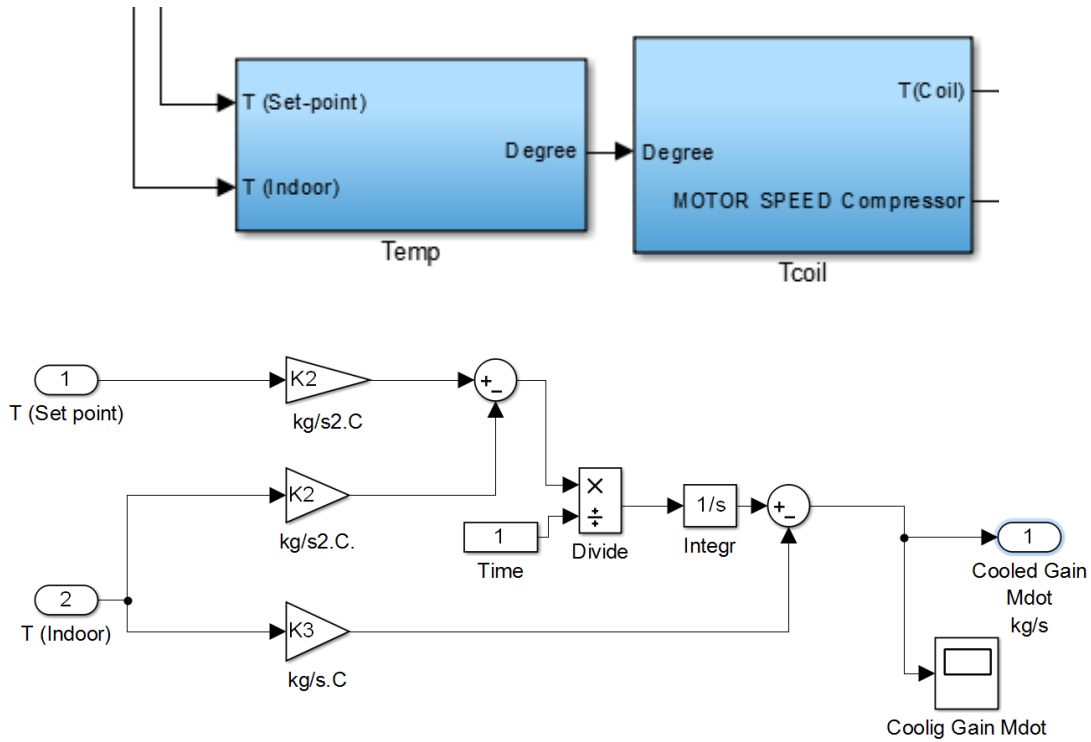 T (Set-point)
T (Indoor)
Degree
Temp
Degree
T(Coil)
MOTOR SPEED Compressor
Tcoil
1
T (Set point)
K2
kg/s2.C
+
-
K2
kg/s2.C.
2
T (Indoor)
K3
kg/s.C
1
Time
×
÷
Divide
1/s
Integr
+
-
1
Cooled Gain
Mdot
kg/s
Coolig Gain Mdot